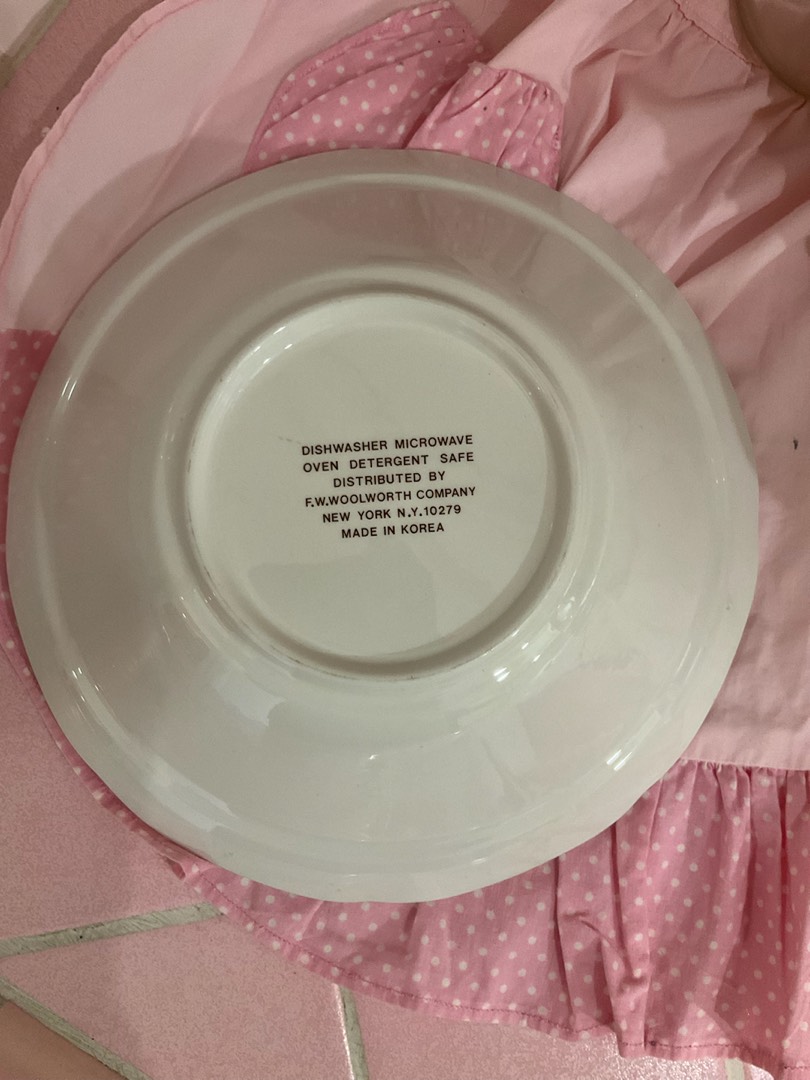 DISHWASHER MICROWAVE
OVEN DETERGENT SAFE
DISTRIBUTED BY
F.W.WOOLWORTH COMPANY
NEW YORK N.Y.10279
MADE IN KOREA